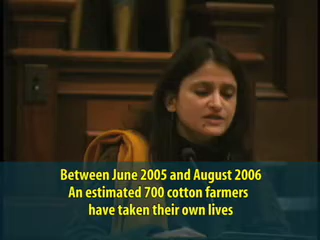 Between June 2005 and August 2006
An estimated 700 cotton farmers
have taken their own lives